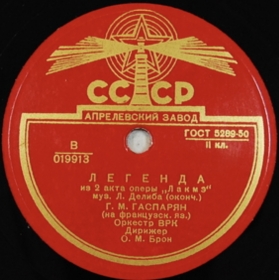 СССР
АПРЕЛЕВСКИЙ ЗАВОД
ГОСТ 5289-50
В
II кл.
019913
ЛЕГЕНДА
из 2 акта оперы „Лакмэ"
муз. Л. Делиба (оконч.)
Г. М. ГАСПАРЯН
(на французск. яз.)
Оркестр ВРК
Дирижер
О. М. Брон